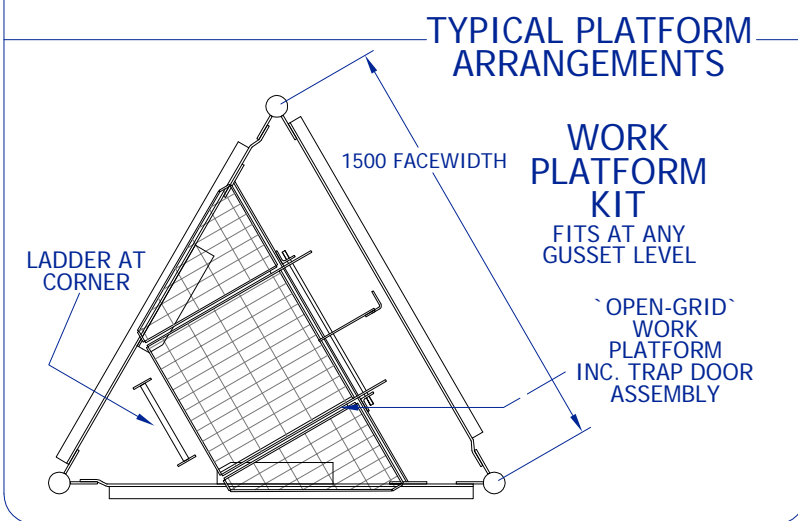 TYPICAL PLATFORM
ARRANGEMENTS
1500 FACEWIDTH
WORK
PLATFORM
KIT
FITS AT ANY
GUSSET LEVEL
LADDER AT
CORNER
`OPEN-GRID`
WORK
PLATFORM
INC. TRAP DOOR
ASSEMBLY